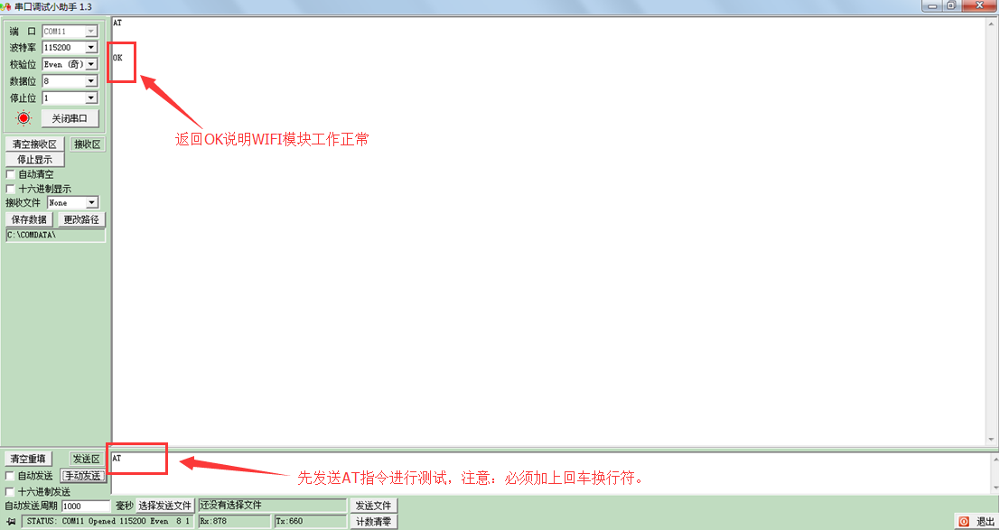 串口调试小助手 1.3
端 口 COM11
波特率 115200
校验位 Even (奇)
数据位 8
停止位 1
关闭串口
清空接收区 接收区
停止显示
自动清空
十六进制显示
接收文件 None
保存数据 更改路径
C:\COMDATA\
AT
OK
返回OK说明WIFI模块工作正常
清空重填 发送区
AT
自动发送 手动发送
先发送AT指令进行测试，注意：必须加上回车换行符。
十六进制发送
自动发送周期 1000 毫秒 选择发送文件 还没有选择文件 发送文件
STATUS: COM11 Opened 115200 Even 8 1 Rx:878 Tx:660 计数清零 退出